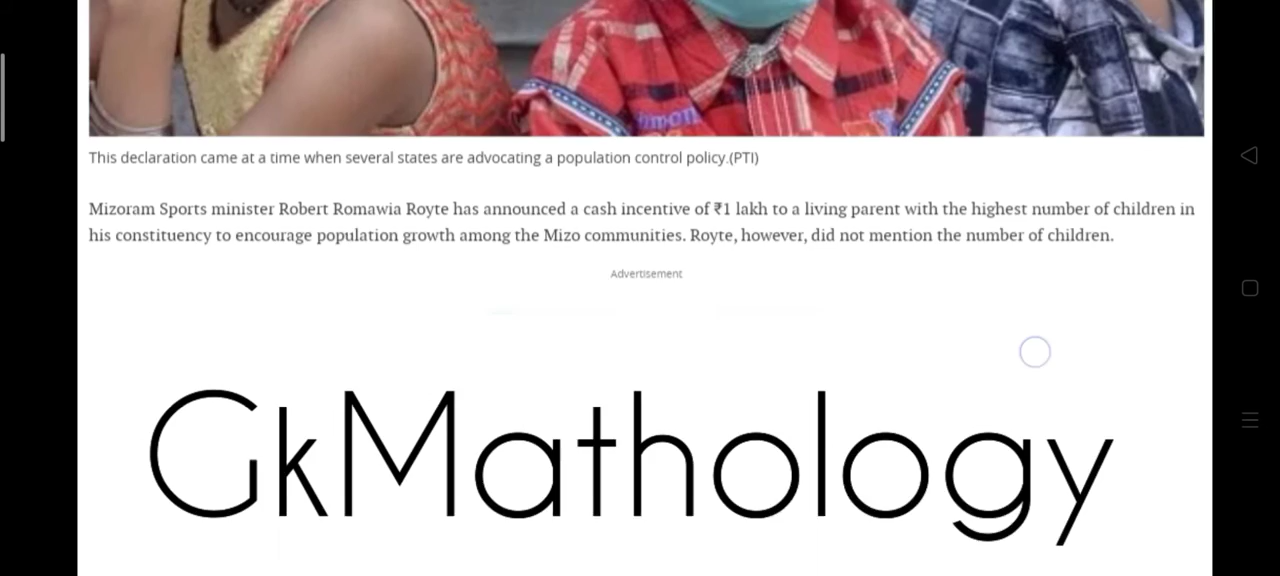 This declaration came at a time when several states are advocating a population control policy.(PTI)
Mizoram Sports minister Robert Romawia Royte has announced a cash incentive of ₹1 lakh to a living parent with the highest number of children in
his constituency to encourage population growth among the Mizo communities. Royte, however, did not mention the number of children.
Advertisement
GkMathology